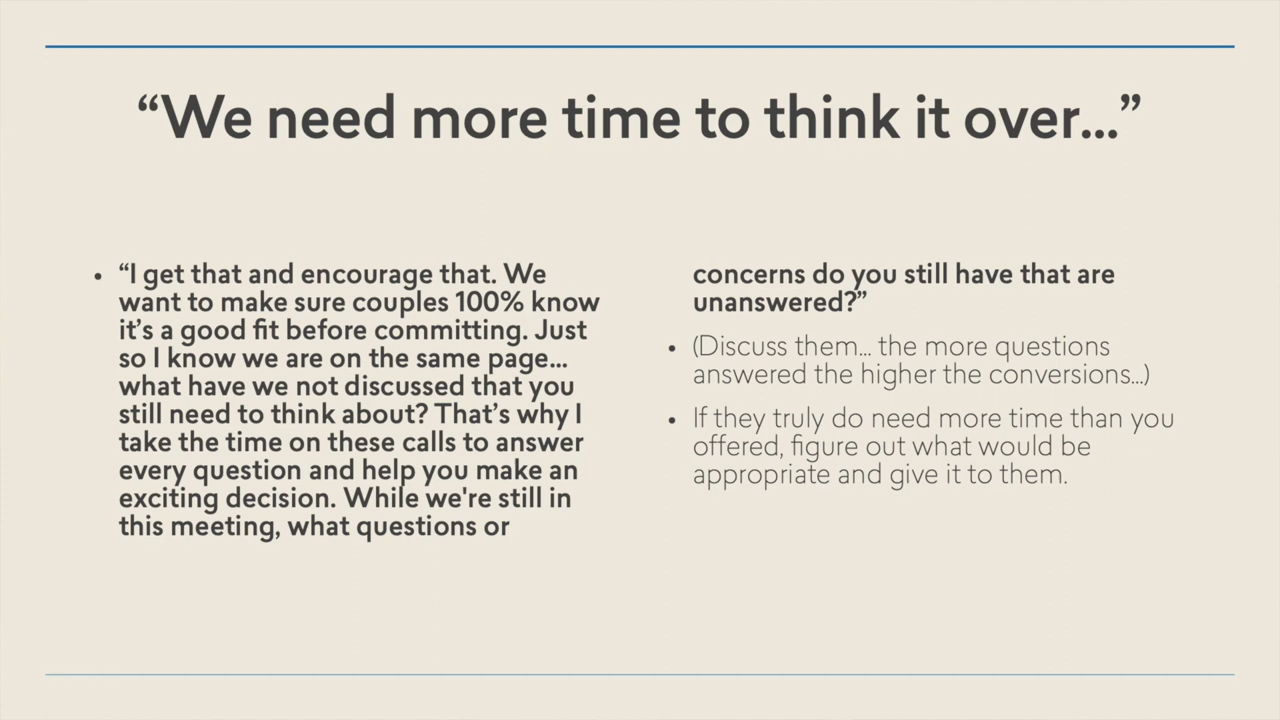 “We need more time to think it over...”
• “I get that and encourage that. We
want to make sure couples 100% know
it’s a good fit before committing. Just
so I know we are on the same page...
what have we not discussed that you
still need to think about? That’s why I
take the time on these calls to answer
every question and help you make an
exciting decision. While we're still in
this meeting, what questions or
concerns do you still have that are
unanswered?”
• (Discuss them... the more questions
answered the higher the conversions...)
• If they truly do need more time than you
offered, figure out what would be
appropriate and give it to them.